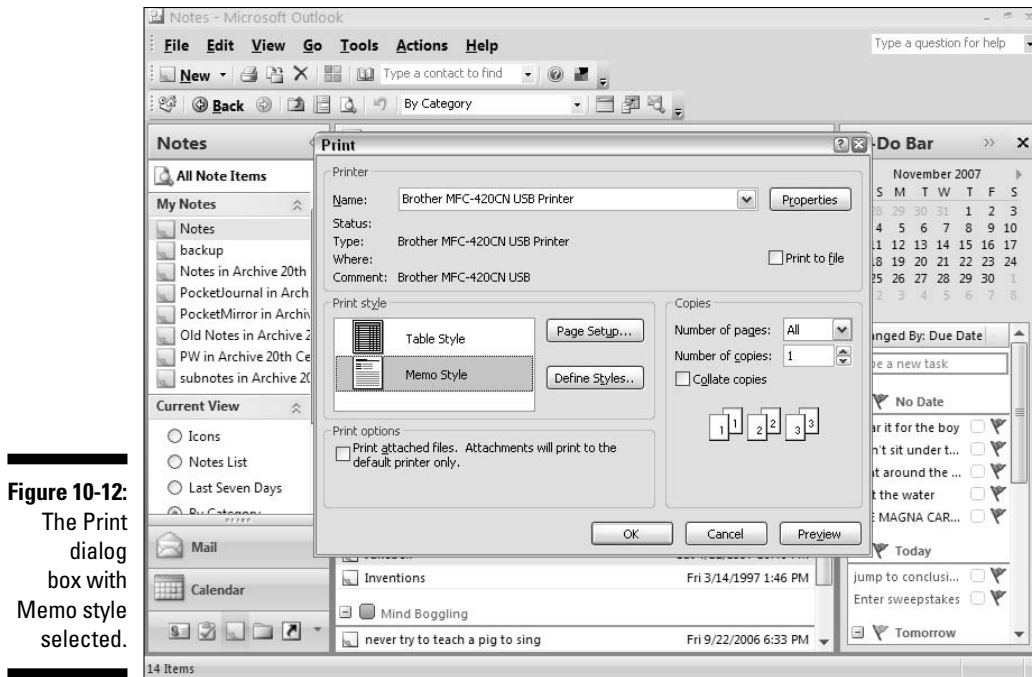 Notes - Microsoft Outlook
File Edit View Go Tools Actions Help
Type a question for help
New
Type a contact to find
Back
By Category
Notes
All Note Items
My Notes
Notes
backup
Notes in Archive 20th
PocketJournal in Arch
PocketMirror in Archiv
Old Notes in Archive 2
PW in Archive 20th Ce
subnotes in Archive 20
Current View
Icons
Notes List
Last Seven Days
By Category
Mail
Calendar
14 Items
Print
Printer
Name: Brother MFC-420CN USB Printer
Properties
Status:
Type: Brother MFC-420CN USB Printer
Where:
Print to file
Comment: Brother MFC-420CN USB
Print style
Table Style
Memo Style
Page Setup...
Define Styles..
Copies
Number of pages: All
Number of copies: 1
Collate copies
1 1 2 2 3 3
Print options
Print attached files. Attachments will print to the
default printer only.
OK Cancel Preview
Inventions Fri 3/14/1997 1:46 PM
Mind Boggling
never try to teach a pig to sing Fri 9/22/2006 6:33 PM
-Do Bar
November 2007
S M T W T F S
28 29 30 31 1 2 3
4 5 6 7 8 9 10
11 12 13 14 15 16 17
18 19 20 21 22 23 24
25 26 27 28 29 30 1
2 3 4 5 6 7 8
nged By: Due Date
pe a new task
No Date
ar it for the boy
n't sit under t...
t around the ...
t the water
MAGNA CAR...
Today
jump to conclusi...
Enter sweepstakes
Tomorrow
Figure 10-12:
The Print
dialog
box with
Memo style
selected.